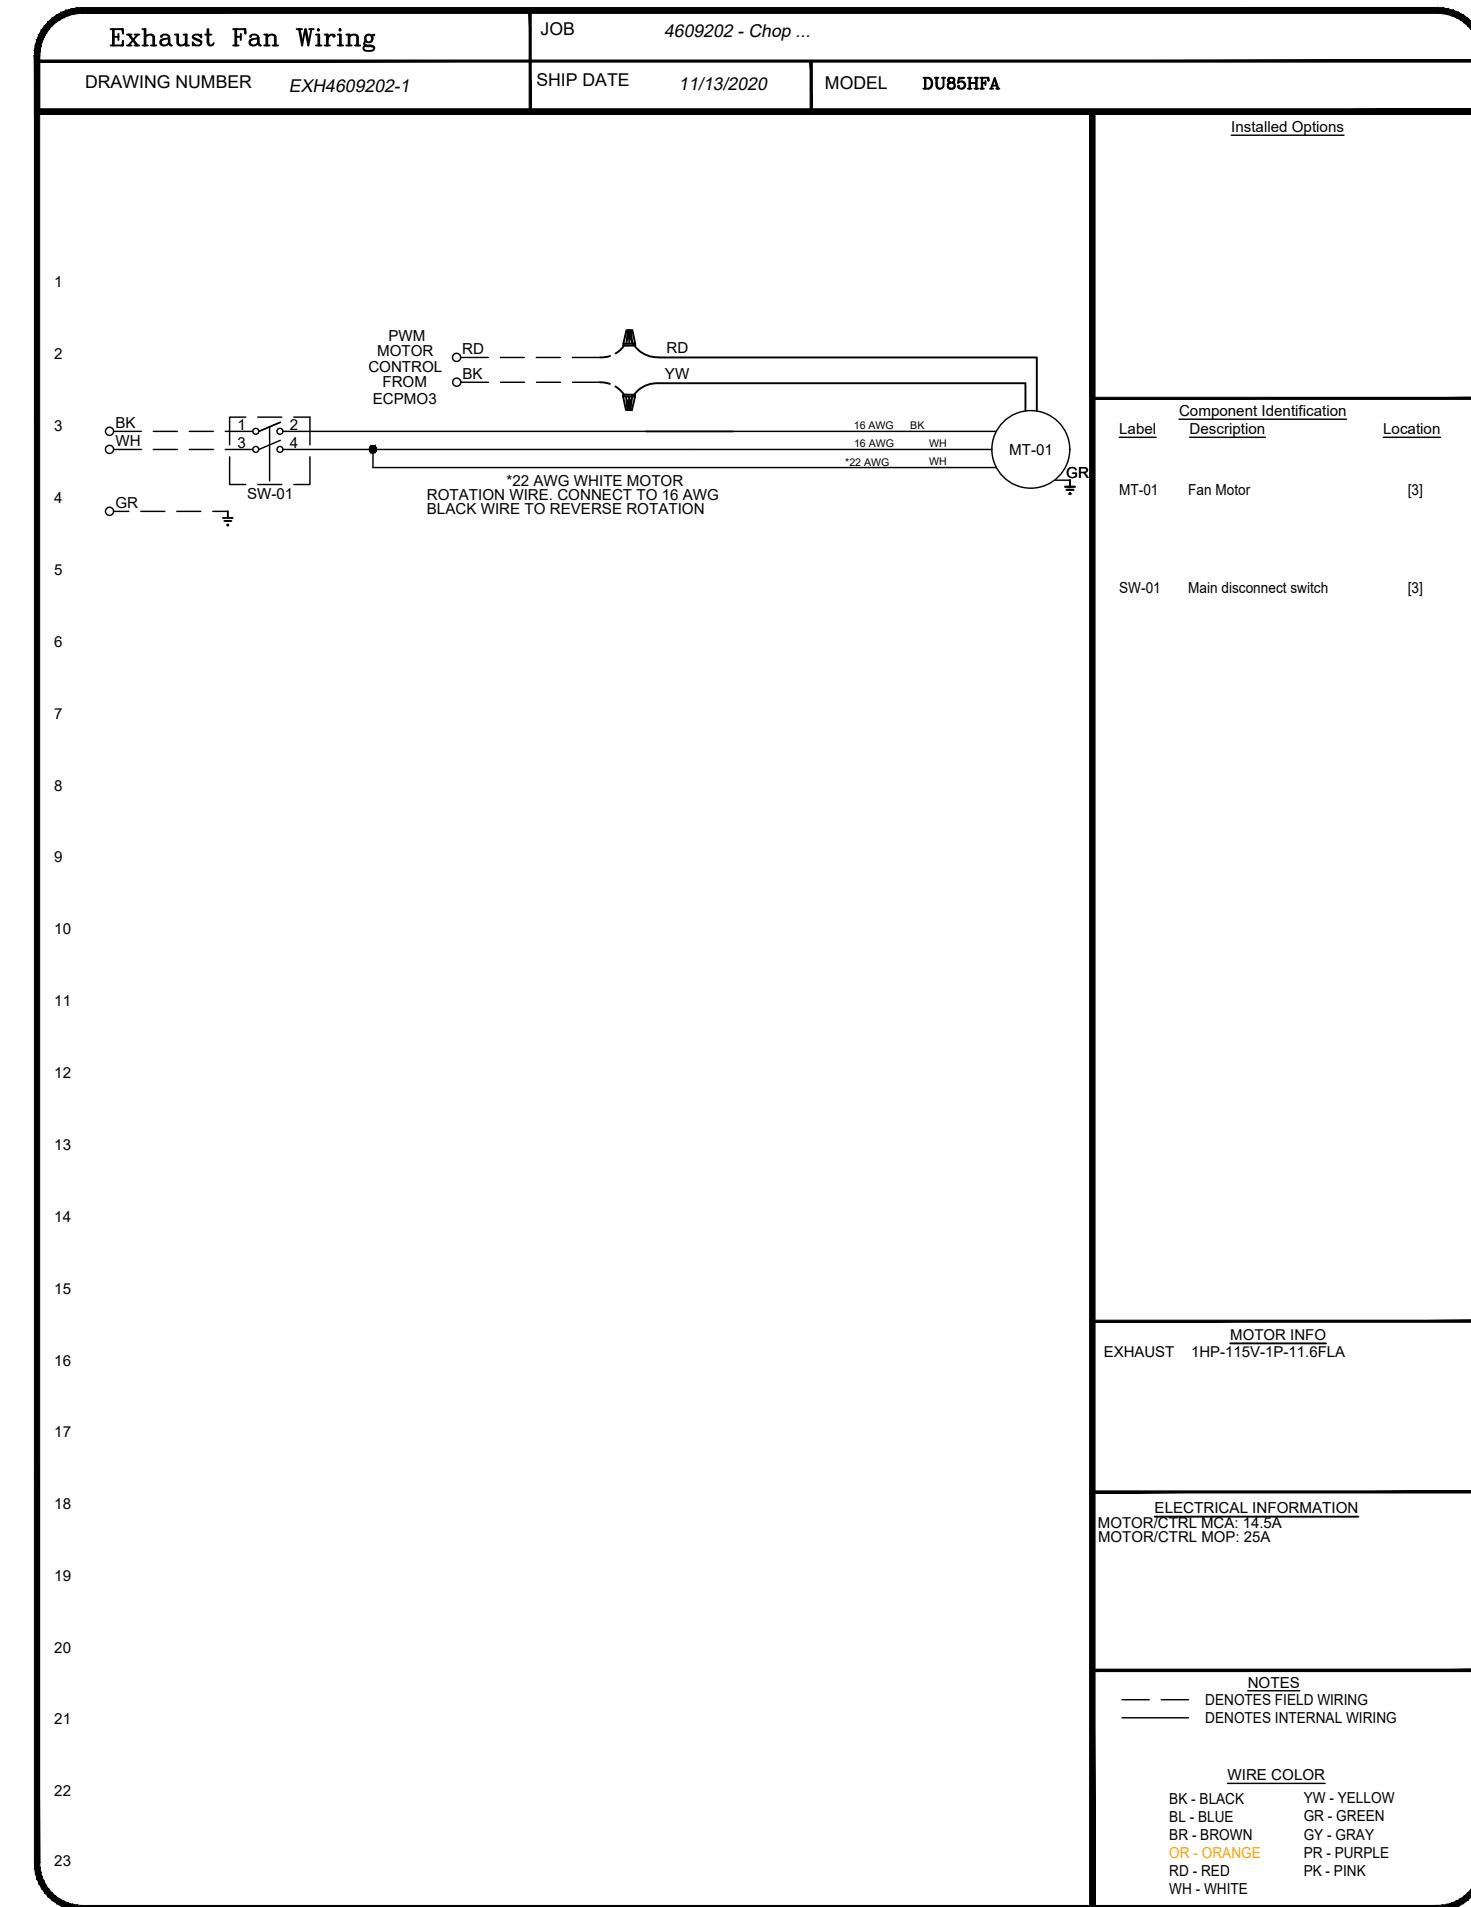 Exhaust Fan Wiring
JOB 4609202 - Chop ...
DRAWING NUMBER EXH4609202-1
SHIP DATE 11/13/2020
MODEL DU85HFA
Installed Options
1
2
PWM
MOTOR
CONTROL
FROM
ECPMO3
RD
BK
RD
YW
3
BK
WH
1 2
3 4
SW-01
16 AWG BK
16 AWG WH
*22 AWG WH
MT-01
GR
*22 AWG WHITE MOTOR
ROTATION WIRE. CONNECT TO 16 AWG
BLACK WIRE TO REVERSE ROTATION
4
GR
5
6
7
8
9
10
11
12
13
14
15
16
17
18
19
20
21
22
23
Component Identification
Label Description Location
MT-01 Fan Motor [3]
SW-01 Main disconnect switch [3]
MOTOR INFO
EXHAUST 1HP-115V-1P-11.6FLA
ELECTRICAL INFORMATION
MOTOR/CTRL MCA: 14.5A
MOTOR/CTRL MOP: 25A
NOTES
DENOTES FIELD WIRING
DENOTES INTERNAL WIRING
WIRE COLOR
BK - BLACK YW - YELLOW
BL - BLUE GR - GREEN
BR - BROWN GY - GRAY
OR - ORANGE PR - PURPLE
RD - RED PK - PINK
WH - WHITE